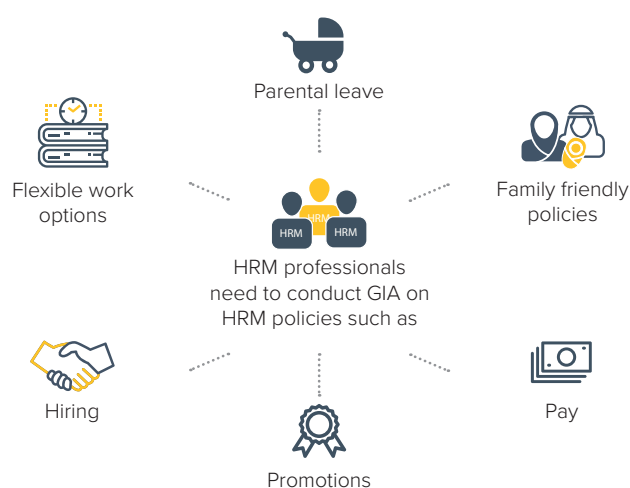 Parental leave
Flexible work
options
Family friendly
policies
HRM
HRM
HRM
HRM professionals
need to conduct GIA on
HRM policies such as
Hiring
Pay
Promotions